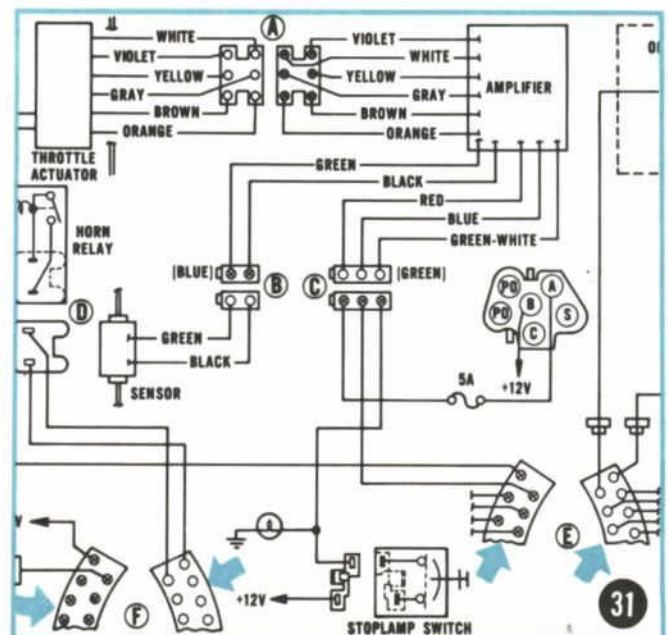 WHITE
A
VIOLET
WHITE
VIOLET
YELLOW
GRAY
BROWN
ORANGE
YELLOW
GRAY
BROWN
ORANGE
AMPLIFIER
THROTTLE
ACTUATOR
GREEN
BLACK
RED
BLUE
GREEN-WHITE
HORN
RELAY
[BLUE]
B
C
[GREEN]
PO
A
PO
B
S
C
D
GREEN
BLACK
SENSOR
5A
+12V
V
E
F
+12V
STOPLAMP SWITCH
31